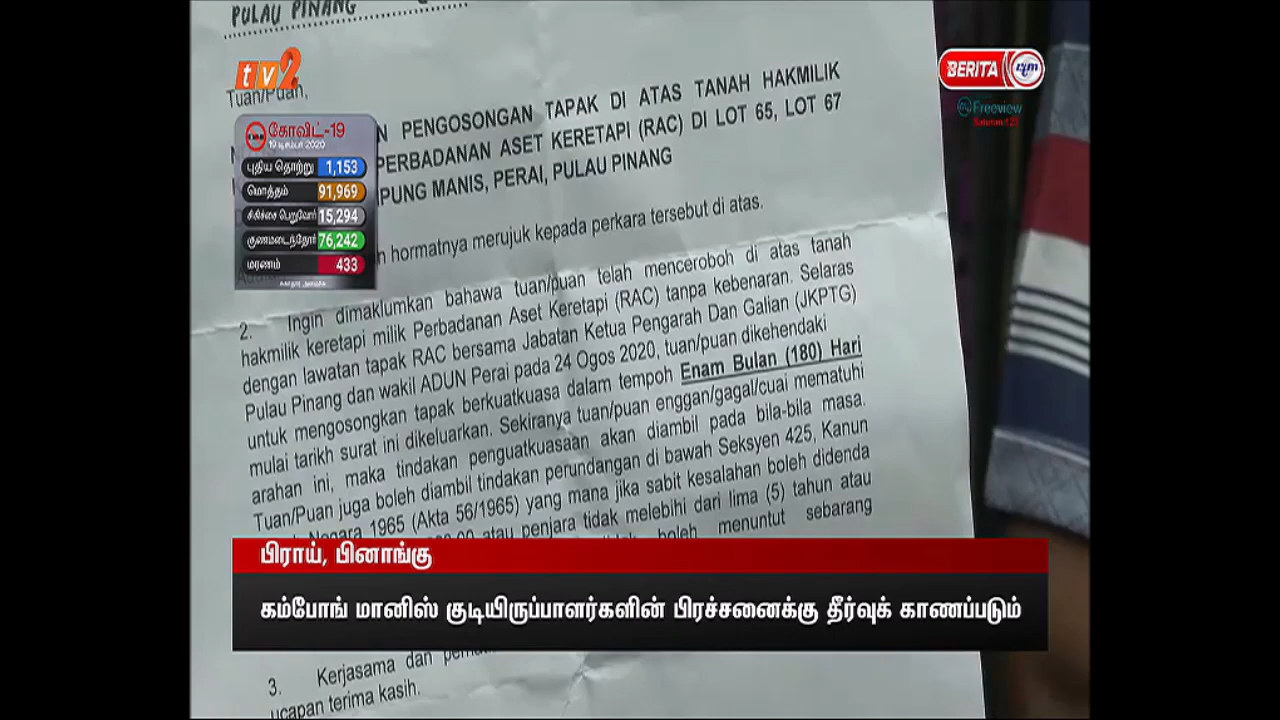 PULAU PINANG
tv2
BERITA rtm
Freeview
Saluran 123
Tuan/Puan,
PENGOSONGAN TAPAK DI ATAS TANAH HAKMILIK
PERBADANAN ASET KERETAPI (RAC) DI LOT 65, LOT 67
MANIS, PERAI, PULAU PINANG
கோவிட்-19
19 டிசம்பர் 2020
புதிய தொற்று 1,153
மொத்தம் 91,969
சிகிச்சை பெறுவோர் 15,294
குணமடைந்தோர் 76,242
மரணம் 433
சுகாதார அமைச்சு
hormatnya merujuk kepada perkara tersebut di atas.
2. Ingin dimaklumkan bahawa tuan/puan telah menceroboh di atas tanah
hakmilik keretapi milik Perbadanan Aset Keretapi (RAC) tanpa kebenaran. Selaras
dengan lawatan tapak RAC bersama Jabatan Ketua Pengarah Dan Galian (JKPTG)
Pulau Pinang dan wakil ADUN Perai pada 24 Ogos 2020, tuan/puan dikehendaki
untuk mengosongkan tapak berkuatkuasa dalam tempoh Enam Bulan (180) Hari
mulai tarikh surat ini dikeluarkan. Sekiranya tuan/puan enggan/gagal/cuai mematuhi
arahan ini, maka tindakan penguatkuasaan akan diambil pada bila-bila masa.
Tuan/Puan juga boleh diambil tindakan perundangan di bawah Seksyen 425, Kanun
Negara 1965 (Akta 56/1965) yang mana jika sabit kesalahan boleh didenda
atau penjara tidak melebihi dari lima (5) tahun atau
boleh menuntut sebarang
பிராய், பினாங்கு
கம்போங் மானிஸ் குடியிருப்பாளர்களின் பிரச்சனைக்கு தீர்வுக் காணப்படும்
3. Kerjasama dan
ucapan terima kasih.